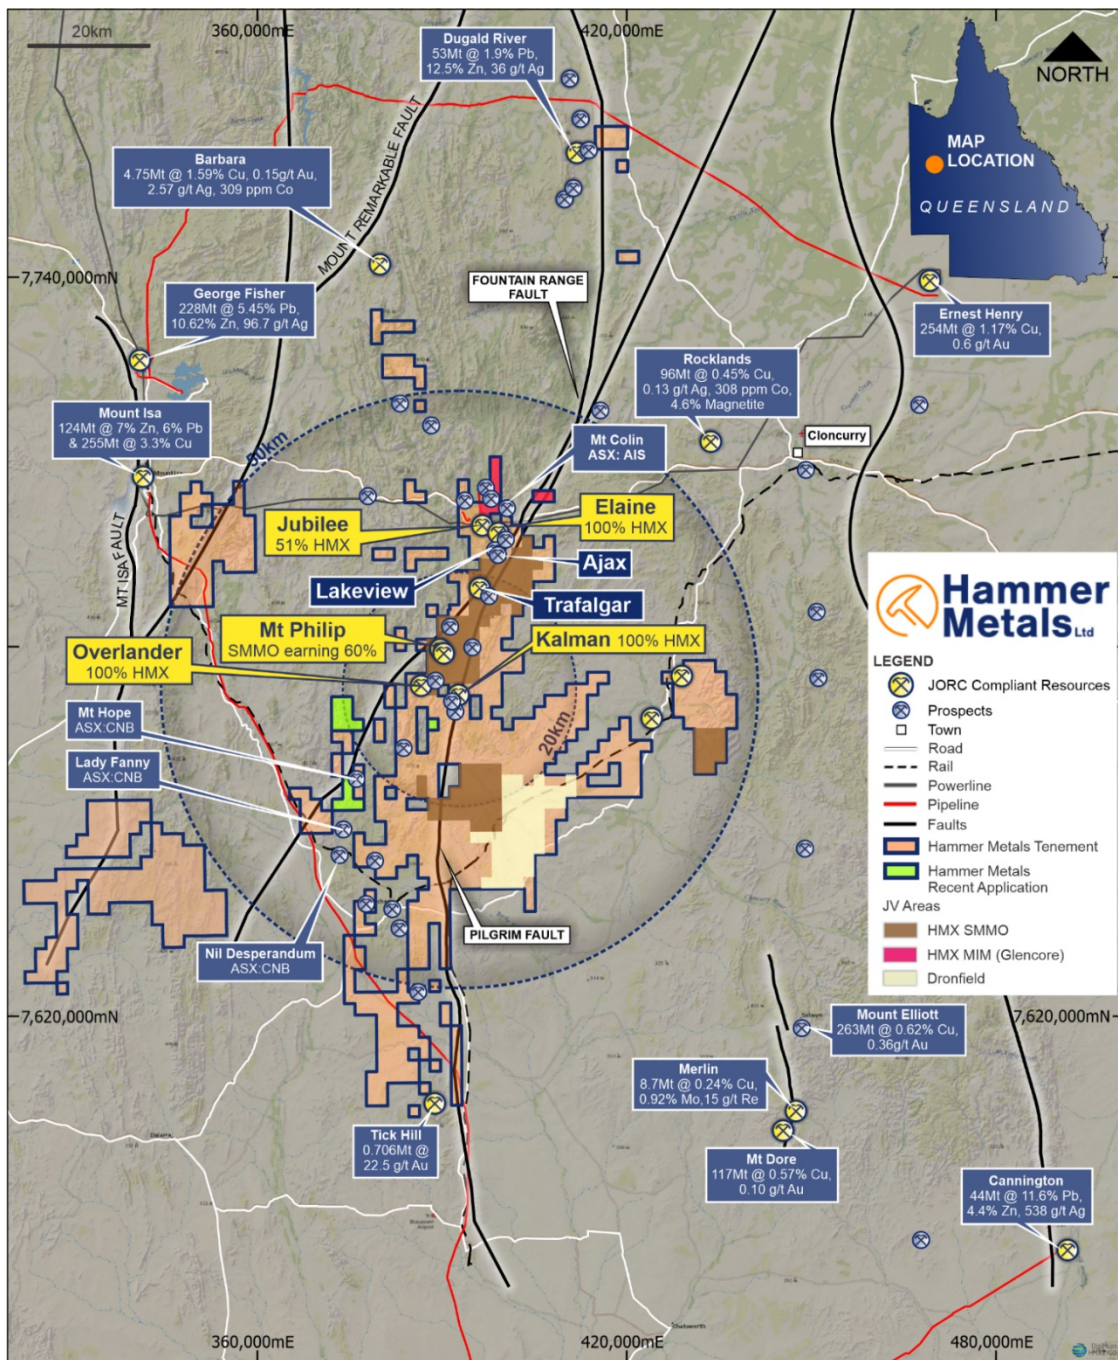 20km
360,000mE
420,000mE
NORTH
Dugald River
53Mt @ 1.9% Pb,
12.5% Zn, 36 g/t Ag
MAP
LOCATION
QUEENSLAND
Barbara
4.75Mt @ 1.59% Cu, 0.15g/t Au,
2.57 g/t Ag, 309 ppm Co
MOUNT REMARKABLE FAULT
7,740,000mN
FOUNTAIN RANGE
FAULT
George Fisher
228Mt @ 5.45% Pb,
10.62% Zn, 96.7 g/t Ag
Ernest Henry
254Mt @ 1.17% Cu,
0.6 g/t Au
Rocklands
96Mt @ 0.45% Cu,
0.13 g/t Ag, 308 ppm Co,
4.6% Magnetite
Mount Isa
124Mt @ 7% Zn, 6% Pb
& 255Mt @ 3.3% Cu
50km
Mt Colin
ASX: AIS
Cloncurry
Jubilee
51% HMX
Elaine
100% HMX
MT ISA FAULT
Lakeview
Ajax
Trafalgar
Mt Philip
SMMO earning 60%
Kalman 100% HMX
Overlander
100% HMX
Mt Hope
ASX:CNB
20km
Lady Fanny
ASX:CNB
Nil Desperandum
ASX:CNB
PILGRIM FAULT
Hammer
Metals Ltd
LEGEND
JORC Compliant Resources
Prospects
Town
Road
Rail
Powerline
Pipeline
Faults
Hammer Metals Tenement
Hammer Metals
Recent Application
JV Areas
HMX SMMO
HMX MIM (Glencore)
Dronfield
7,620,000mN
7,620,000mN
Mount Elliott
263Mt @ 0.62% Cu,
0.36g/t Au
Merlin
8.7Mt @ 0.24% Cu,
0.92% Mo,15 g/t Re
Tick Hill
0.706Mt @
22.5 g/t Au
Mt Dore
117Mt @ 0.57% Cu,
0.10 g/t Au
Cannington
44Mt @ 11.6% Pb,
4.4% Zn, 538 g/t Ag
Chatsworth
360,000mE
420,000mE
480,000mE